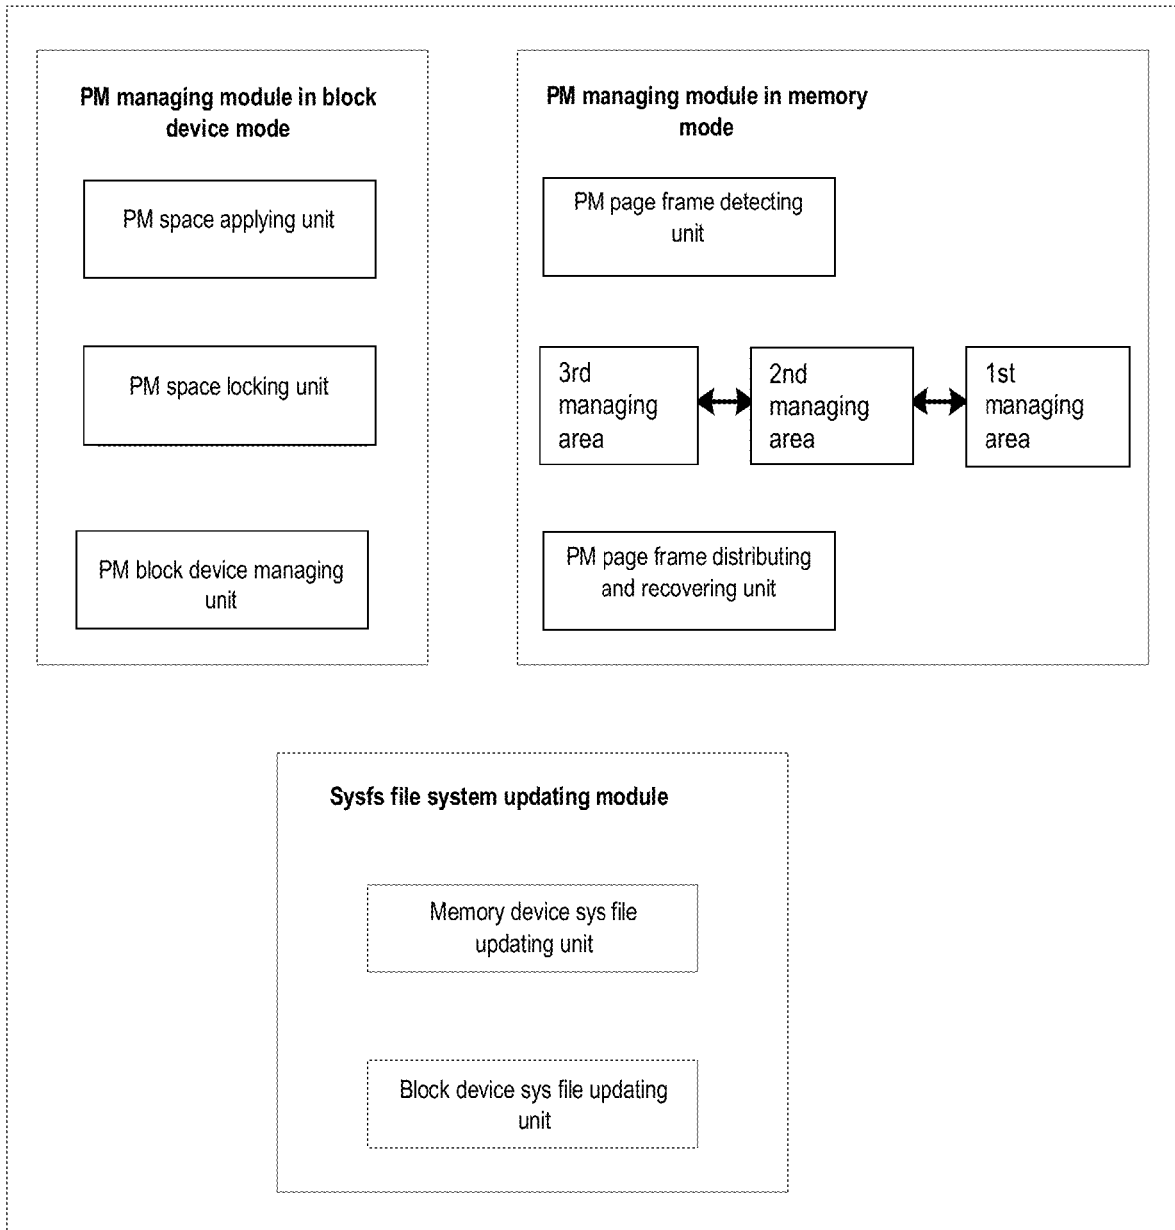 PM managing module in block
device mode
PM space applying unit
PM space locking unit
PM block device managing
unit
PM managing module in memory
mode
PM page frame detecting
unit
3rd
managing
area
2nd
managing
area
1st
managing
area
PM page frame distributing
and recovering unit
Sysfs file system updating module
Memory device sys file
updating unit
Block device sys file updating
unit